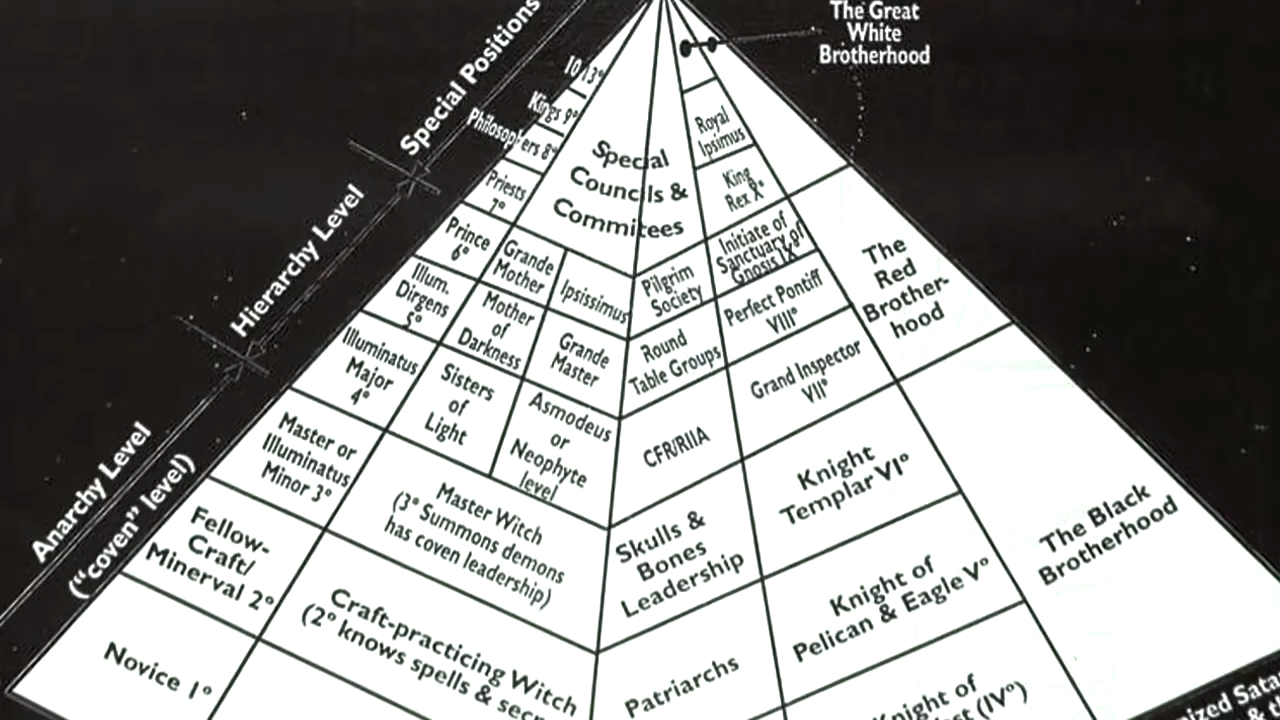 The Great
White
Brotherhood
Special Positions
Hierarchy Level
Anarchy Level
("coven" level)
10 13°
Kings 9°
Philosophers 8°
Priests
7°
Prince
6°
Illum.
Dirgens
5°
Illuminatus
Major
4°
Master or
Illuminatus
Minor 3°
Fellow-
Craft/
Minerval 2°
Novice 1°
Special
Councils &
Committees
Grande
Mother
Ipsissimus
Mother
of
Darkness
Grande
Master
Sisters
of
Light
Asmodeus
or
Neophyte
level
Master Witch
(3° Summons demons
has coven leadership)
Craft-practicing Witch
(2° knows spells &
Pilgrim
Society
Round
Table Groups
CFR/RIIA
Skulls &
Bones
Leadership
Patriarchs
Royal
Ipsimus
King
Rex X°
Initiate of
Sanctuary of
Gnosis IX°
Perfect Pontiff
VIII°
Grand Inspector
VII°
Knight
Templar VI°
Knight of
Pelican & Eagle V°
Knight of
(IV°)
The
Red
Brother-
hood
The Black
Brotherhood